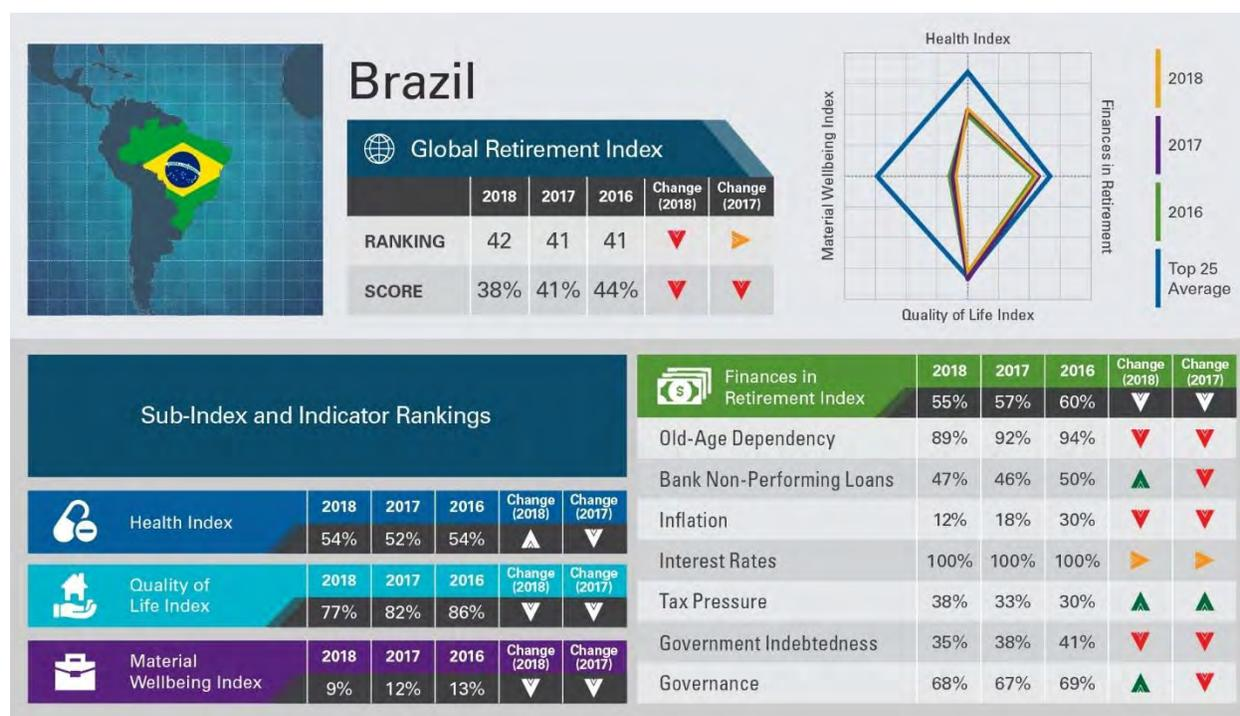 Brazil
Global Retirement Index
2018 2017 2016 Change (2018) Change (2017)
RANKING 42 41 41
SCORE 38% 41% 44%
Health Index
Material Wellbeing Index
Finances in Retirement
Quality of Life Index
2018
2017
2016
Top 25
Average
Sub-Index and Indicator Rankings
Health Index
2018 2017 2016 Change (2018) Change (2017)
54% 52% 54%
Quality of
Life Index
2018 2017 2016 Change (2018) Change (2017)
77% 82% 86%
Material
Wellbeing Index
2018 2017 2016 Change (2018) Change (2017)
9% 12% 13%
Finances in
Retirement Index
2018 2017 2016 Change (2018) Change (2017)
55% 57% 60%
Old-Age Dependency 89% 92% 94%
Bank Non-Performing Loans 47% 46% 50%
Inflation 12% 18% 30%
Interest Rates 100% 100% 100%
Tax Pressure 38% 33% 30%
Government Indebtedness 35% 38% 41%
Governance 68% 67% 69%